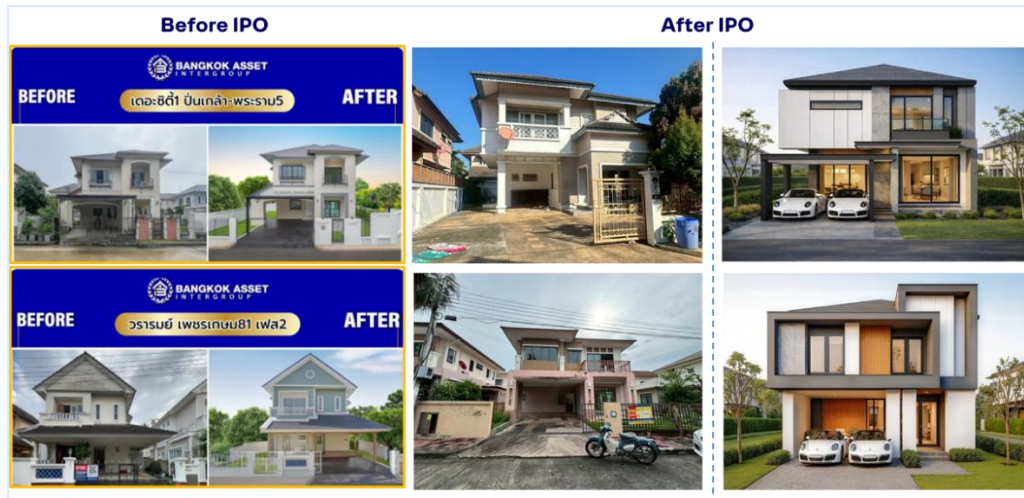 Before IPO
After IPO
BANGKOK ASSET
INTERGROUP
BEFORE
เดอะซิตี้1 ปิ่นเกล้า-พระราม5
AFTER
BANGKOK ASSET
INTERGROUP
BEFORE
วรารมย์ เพชรเกษม81 เฟส2
AFTER